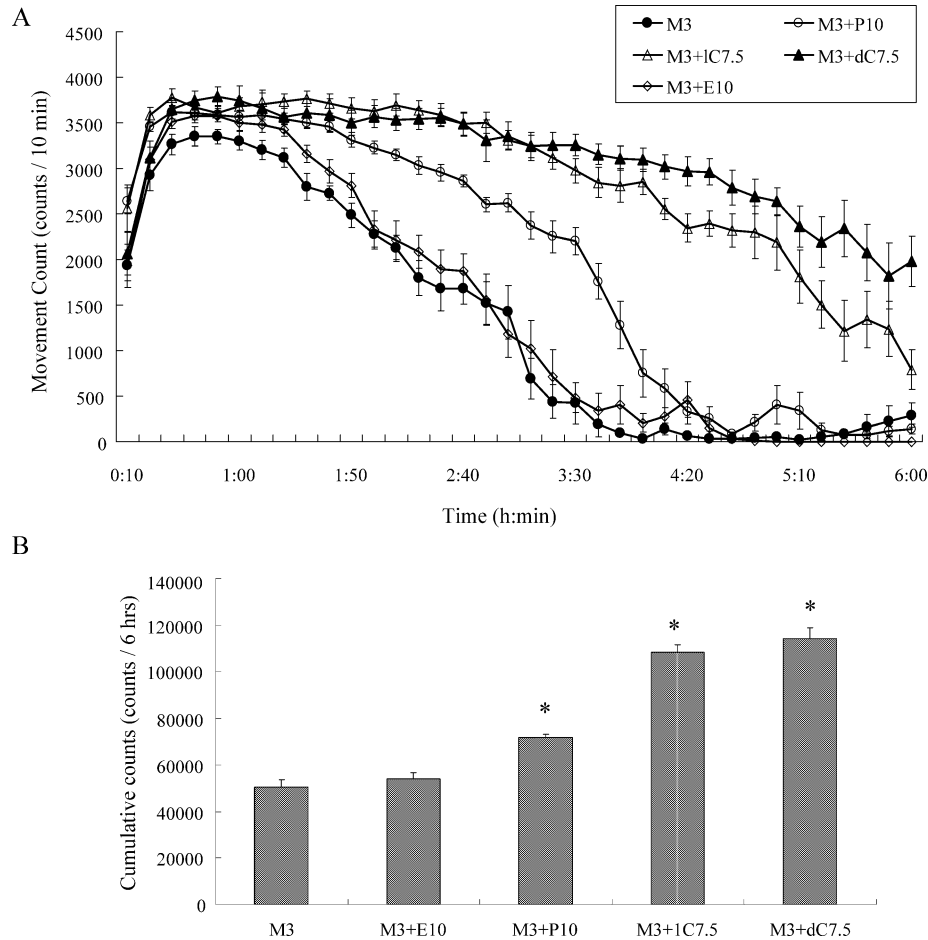 A
M3
M3+P10
M3+lC7.5
M3+dC7.5
M3+E10
Movement Count (counts / 10 min)
4500
4000
3500
3000
2500
2000
1500
1000
500
0
0:10 1:00 1:50 2:40 3:30 4:20 5:10 6:00
Time (h:min)
B
Cumulative counts (counts / 6 hrs)
140000
120000
100000
80000
60000
40000
20000
0
* * *
M3 M3+E10 M3+P10 M3+1C7.5 M3+dC7.5